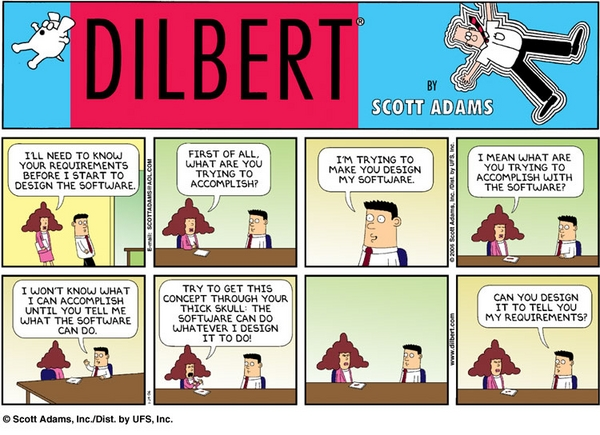 DILBERT®
BY
SCOTT ADAMS
I'LL NEED TO KNOW
YOUR REQUIREMENTS
BEFORE I START TO
DESIGN THE SOFTWARE.
E-mail: SCOTTADAMS@AOL.COM
FIRST OF ALL,
WHAT ARE YOU
TRYING TO
ACCOMPLISH?
I'M TRYING TO
MAKE YOU DESIGN
MY SOFTWARE.
© 2006 Scott Adams, Inc./Dist. by UFS, Inc.
I MEAN WHAT ARE
YOU TRYING TO
ACCOMPLISH WITH
THE SOFTWARE?
I WON'T KNOW WHAT
I CAN ACCOMPLISH
UNTIL YOU TELL ME
WHAT THE SOFTWARE
CAN DO.
TRY TO GET THIS
CONCEPT THROUGH YOUR
THICK SKULL: THE
SOFTWARE CAN DO
WHATEVER I DESIGN
IT TO DO!
www.dilbert.com
CAN YOU DESIGN
IT TO TELL YOU
MY REQUIREMENTS?
© Scott Adams, Inc./Dist. by UFS, Inc.